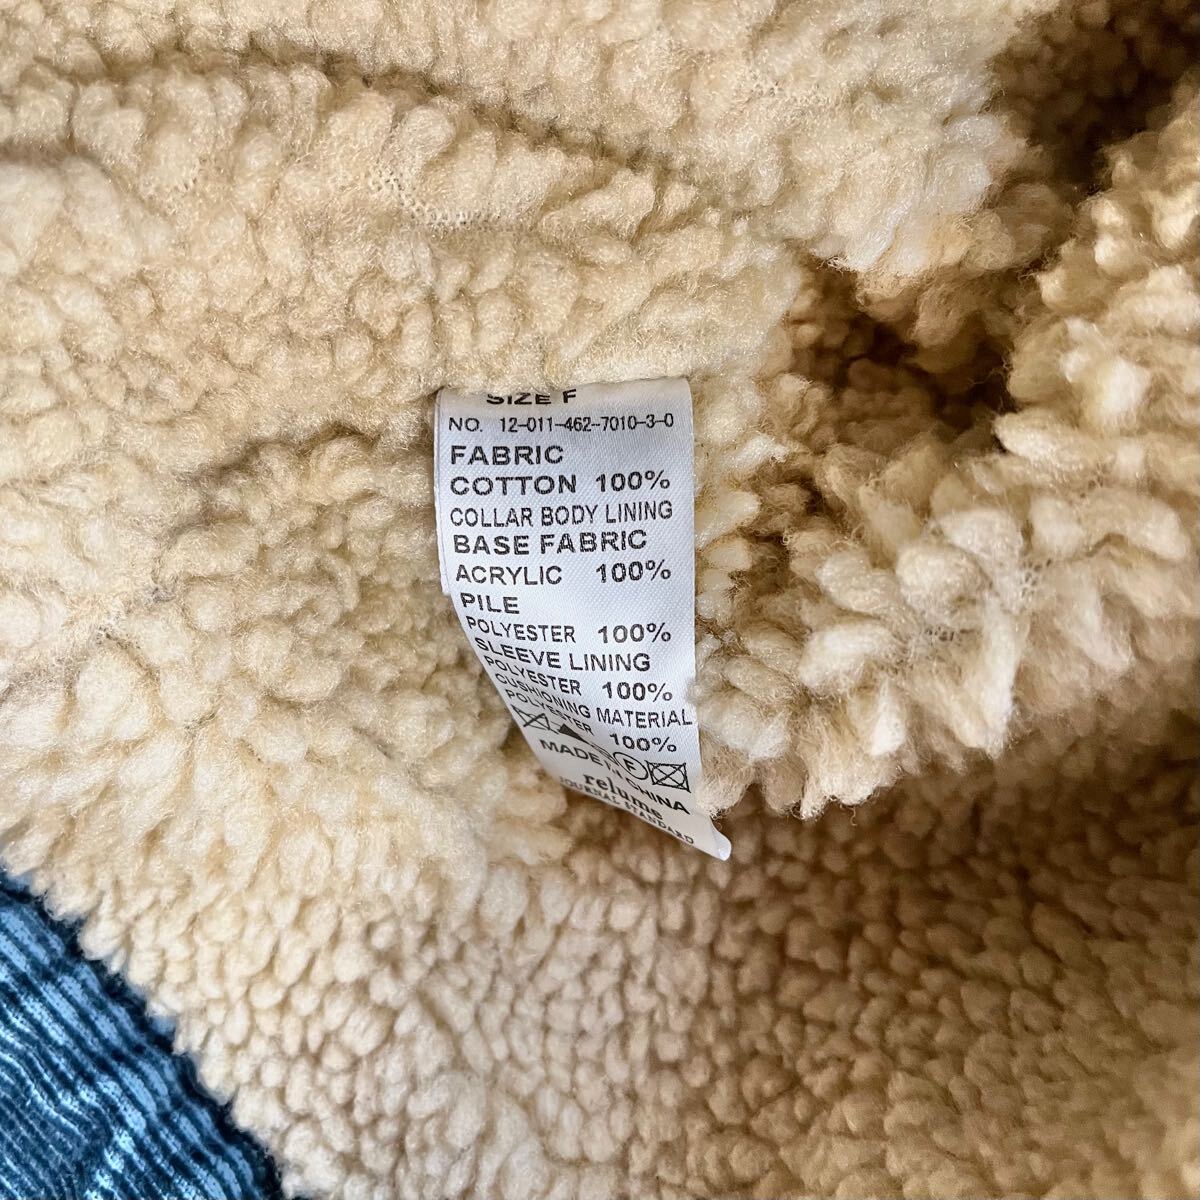 SIZE F
NO. 12-011-462-7010-3-0
FABRIC
COTTON 100%
COLLAR BODY LINING
BASE FABRIC
ACRYLIC 100%
PILE
POLYESTER 100%
SLEEVE LINING
POLYESTER 100%
CUSHIONING MATERIAL
POLYESTER 100%
F
MADE IN CHINA
relume
JOURNAL STANDARD